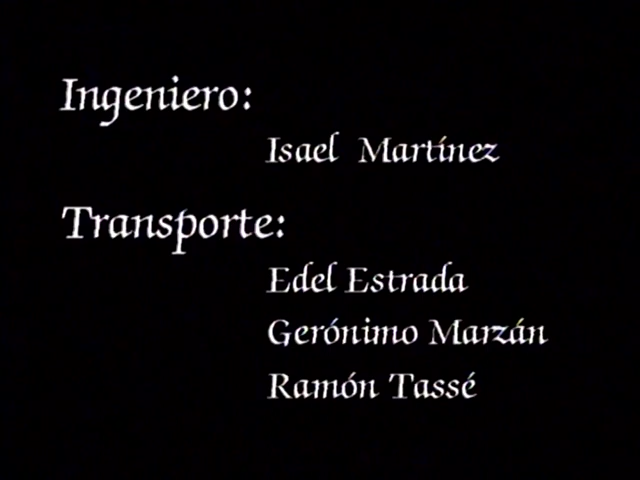 Ingeniero:
Isael Martínez
Transporte:
Edel Estrada
Gerónimo Marzán
Ramón Tassé